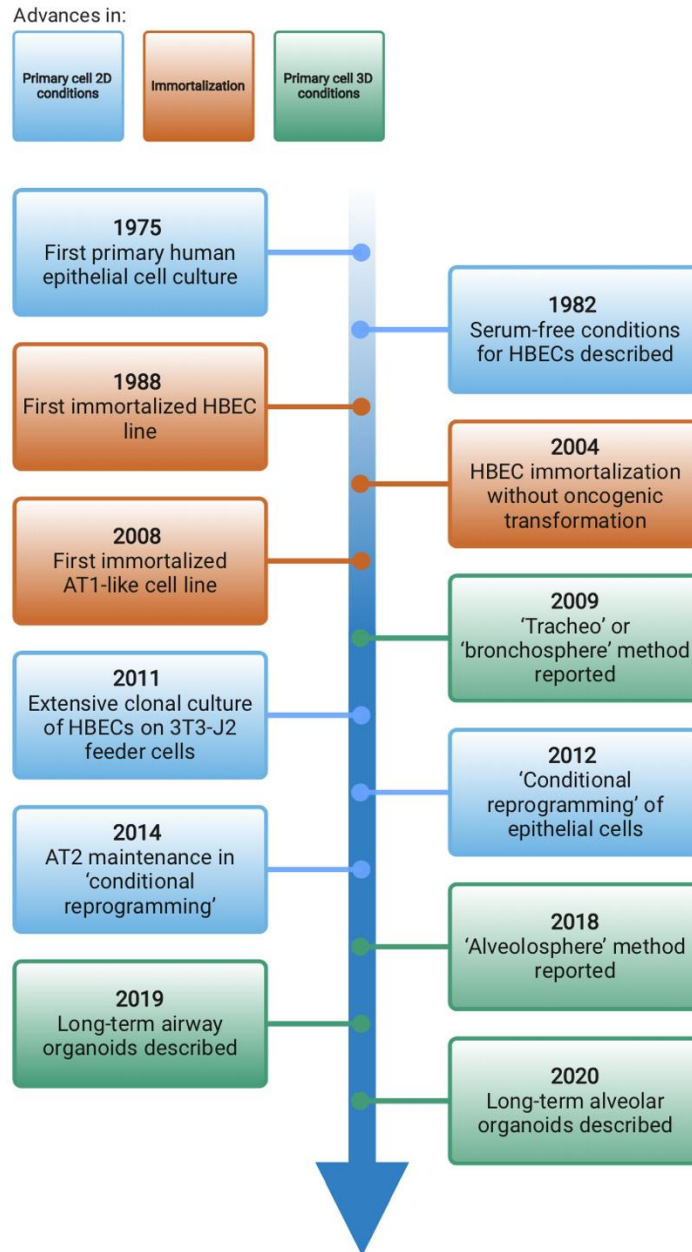 Advances in:
Primary cell 2D
conditions
Immortalization
Primary cell 3D
conditions
1975
First primary human
epithelial cell culture
1982
Serum-free conditions
for HBECs described
1988
First immortalized HBEC
line
2004
HBEC immortalization
without oncogenic
transformation
2008
First immortalized
AT1-like cell line
2009
‘Tracheo’ or
‘bronchosphere’ method
reported
2011
Extensive clonal culture
of HBECs on 3T3-J2
feeder cells
2012
‘Conditional
reprogramming’ of
epithelial cells
2014
AT2 maintenance in
‘conditional
reprogramming’
2018
‘Alveolosphere’ method
reported
2019
Long-term airway
organoids described
2020
Long-term alveolar
organoids described